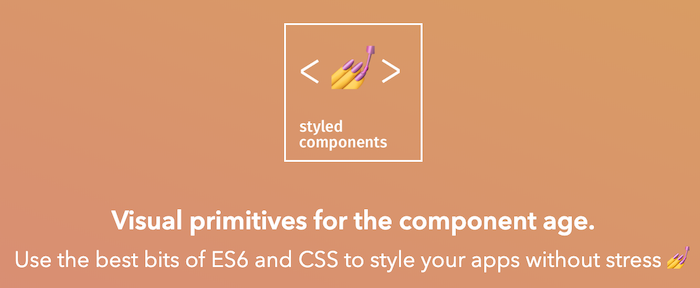 < 💅 >
styled
components
Visual primitives for the component age.
Use the best bits of ES6 and CSS to style your apps without stress 💅